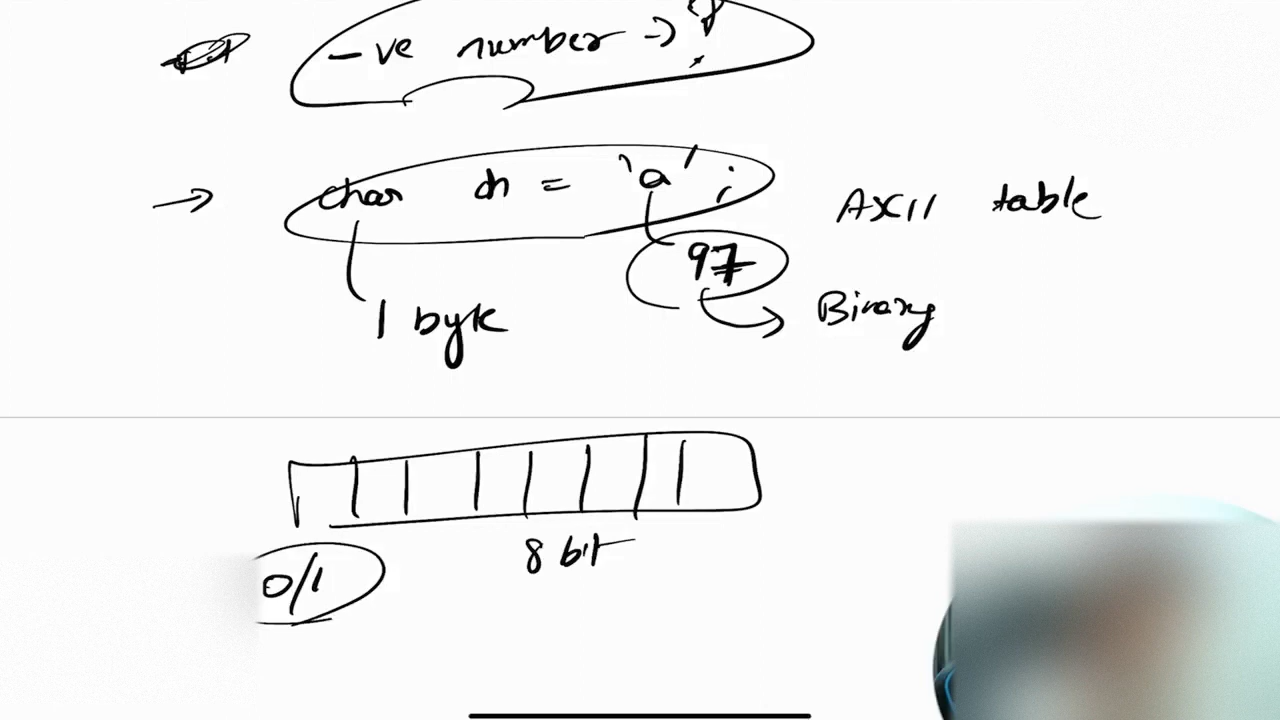 -ve number → ?
→ char ch = 'a' ;
ASCII table
97
1 byte
Binary
8 bit
0/1